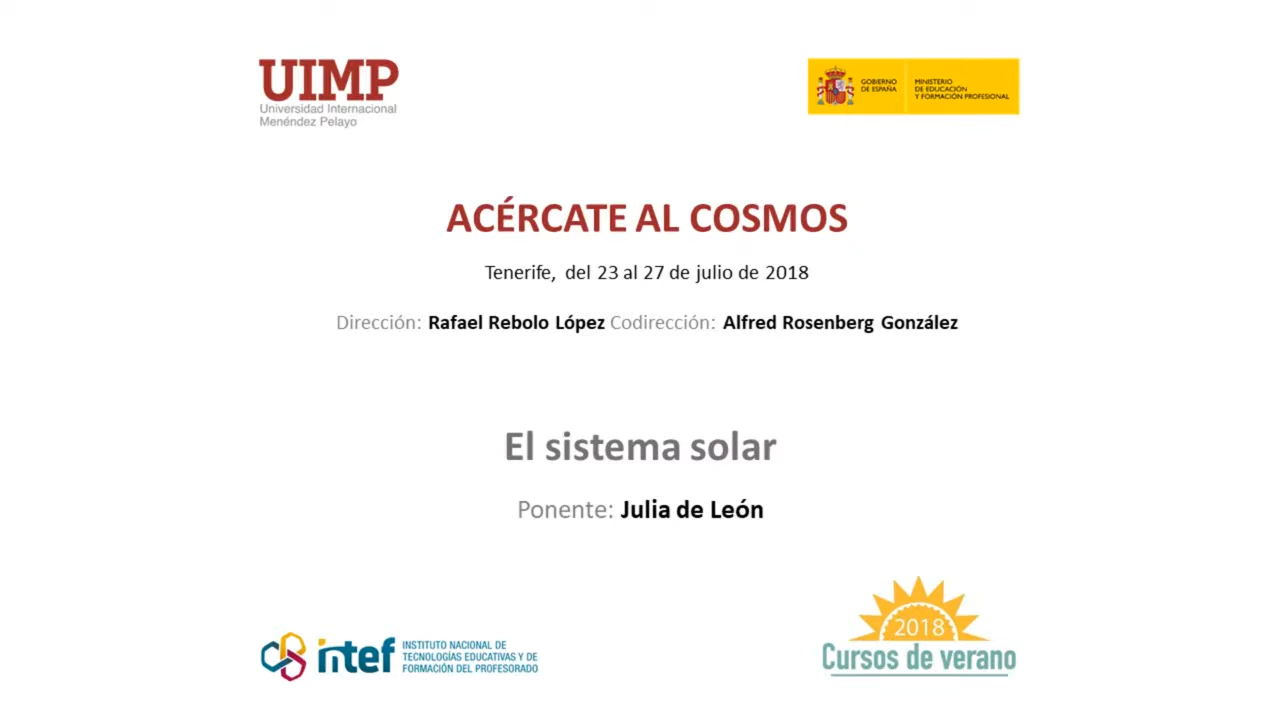 UIMP
Universidad Internacional
Menéndez Pelayo
GOBIERNO
DE ESPAÑA
MINISTERIO
DE EDUCACIÓN
Y FORMACIÓN PROFESIONAL
ACÉRCATE AL COSMOS
Tenerife, del 23 al 27 de julio de 2018
Dirección: Rafael Rebolo López Codirección: Alfred Rosenberg González
El sistema solar
Ponente: Julia de León
intef
INSTITUTO NACIONAL DE
TECNOLOGÍAS EDUCATIVAS Y DE
FORMACIÓN DEL PROFESORADO
2018
Cursos de verano